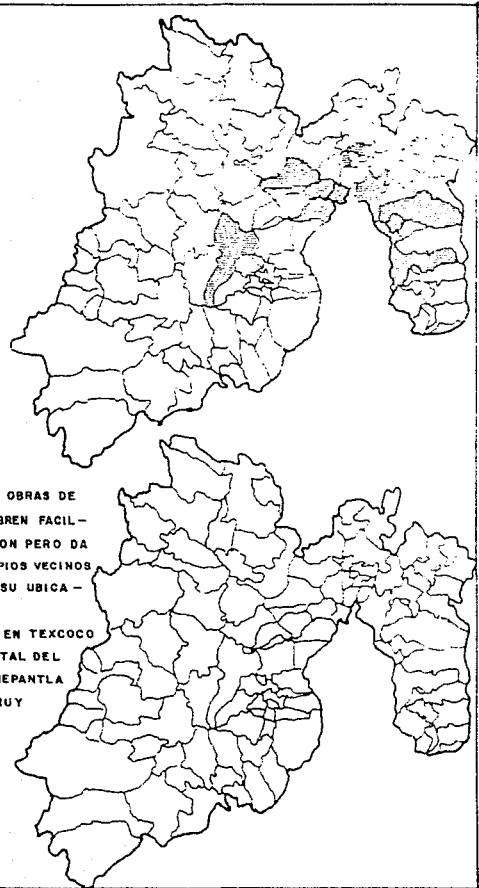 OBRAS DE
BREN FACIL-
ON PERO DA
PIOS VECINOS
SU UBICA-
EN TEXCOCO
TAL DEL
NEPANTLA
RUY